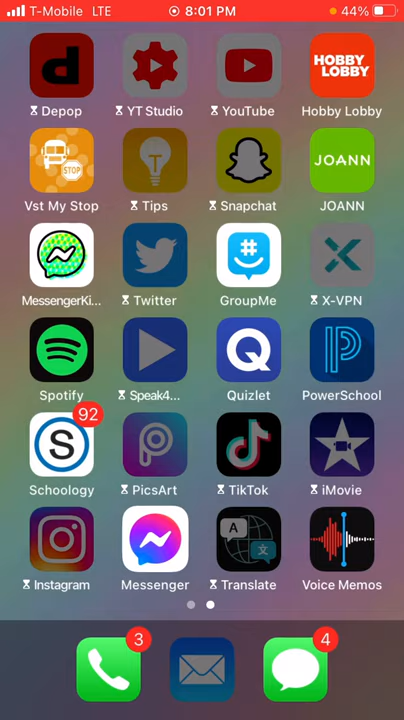 T-Mobile LTE 8:01 PM 44%
HOBBY
LOBBY
Depop YT Studio YouTube Hobby Lobby
STOP
JOANN
Vst My Stop Tips Snapchat JOANN
MessengerKi... Twitter GroupMe X-VPN
Spotify Speak4... Quizlet PowerSchool
92
S
Schoology PicsArt TikTok iMovie
A
文
Instagram Messenger Translate Voice Memos
3 4